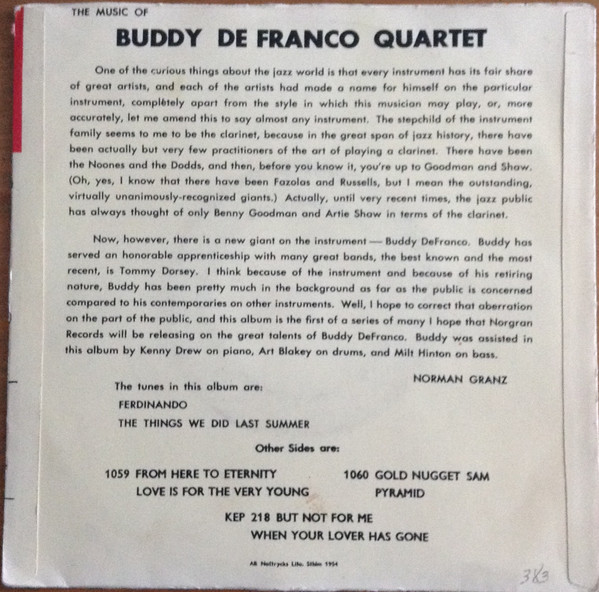 THE MUSIC OF
BUDDY DE FRANCO QUARTET
One of the curious things about the jazz world is that every instrument has its fair share
of great artists, and each of the artists had made a name for himself on the particular
instrument, complétely apart from the style in which this musician may play, or, more
accurately, let me amend this to say almost any instrument. The stepchild of the instrument
family seems to me to be the clarinet, because in the great span of jazz history, there have
been actually but very few practitioners of the art of playing a clarinet. There have been
the Noones and the Dodds, and then, before you know it, you're up to Goodman and Shaw.
(Oh, yes, I know that there have been Fazolas and Russells, but I mean the outstanding,
virtually unanimously-recognized giants.) Actually, until very recent times, the jazz public
has always thought of only Benny Goodman and Artie Shaw in terms of the clarinet.
Now, however, there is a new giant on the instrument — Buddy DeFranco. Buddy has
served an honorable apprenticeship with many great bands, the best known and the most
recent, is Tommy Dorsey. I think because of the instrument and because of his retiring
nature, Buddy has been pretty much in the background as far as the public is concerned
compared to his contemporaries on other instruments. Well, I hope to correct that aberration
on the part of the public, and this album is the first of a series of many I hope that Norgran
Records will be releasing on the great talents of Buddy DeFranco. Buddy was assisted in
this album by Kenny Drew on piano, Art Blakey on drums, and Milt Hinton on bass.
NORMAN GRANZ
The tunes in this album are:
FERDINANDO
THE THINGS WE DID LAST SUMMER
Other Sides are:
1059 FROM HERE TO ETERNITY
LOVE IS FOR THE VERY YOUNG
1060 GOLD NUGGET SAM
PYRAMID
KEP 218 BUT NOT FOR ME
WHEN YOUR LOVER HAS GONE
AB Neotrycks Lito. Sthlm 1954